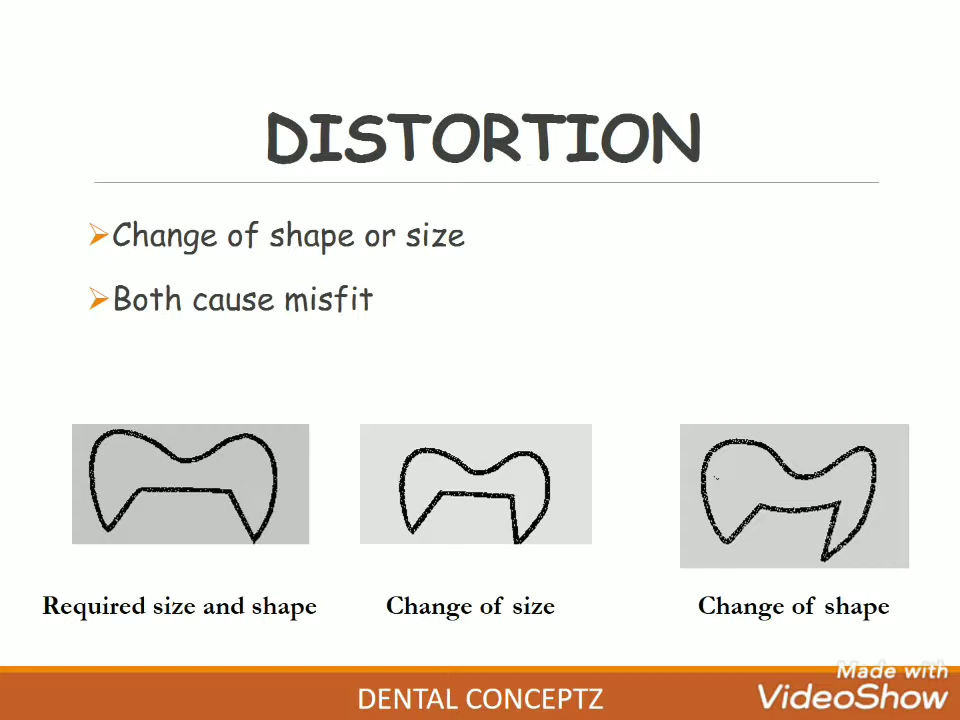 DISTORTION
Change of shape or size
Both cause misfit
Required size and shape
Change of size
Change of shape
DENTAL CONCEPTZ
Made with
VideoShow